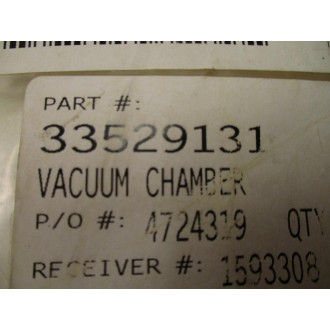 PART #:
33529131
VACUUM CHAMBER
P/O #: 4724319 QTY
RECEIVER #: 1593308